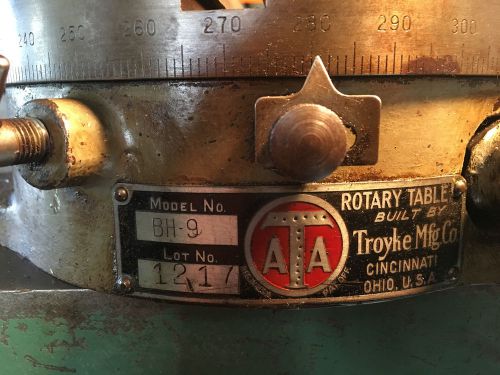 240 250 260 270 280 290 300
MODEL NO.
BH-9
LOT NO.
1217
ATA
ROTARY TABLE
BUILT BY
Troyke Mfg Co
CINCINNATI
OHIO, U.S.A.